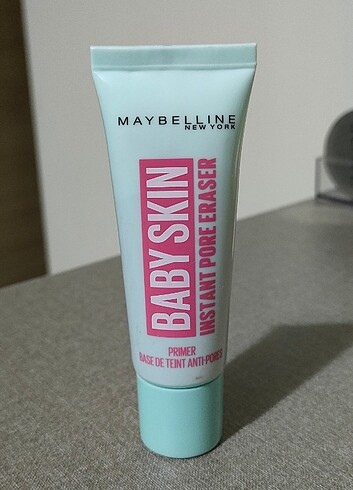 MAYBELLINE
NEW YORK
BABY SKIN
INSTANT PORE ERASER
PRIMER
BASE DE TEINT ANTI-PORES